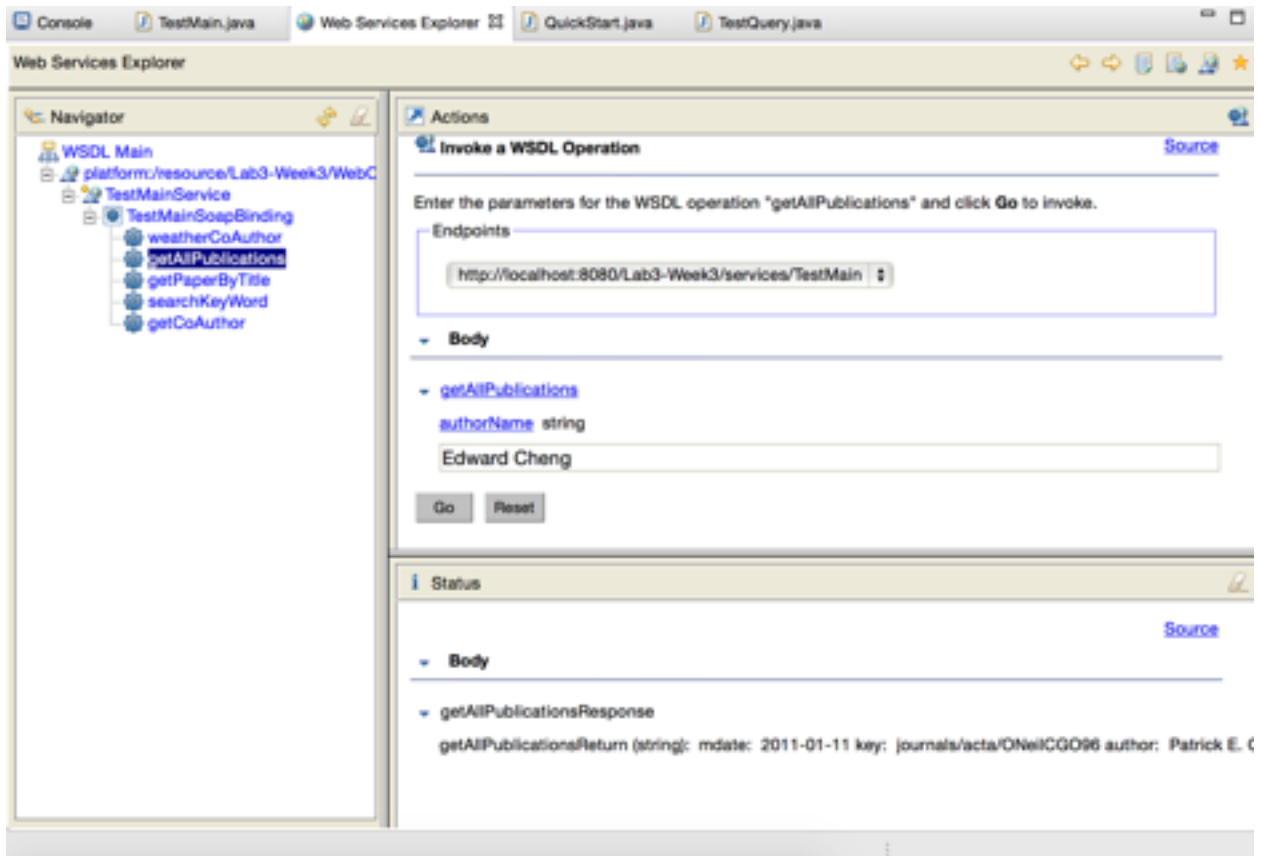 Console TestMain.java Web Services Explorer QuickStart.java TestQuery.java
Web Services Explorer
Navigator
WSDL Main
platform:/resource/Lab3-Week3/WebC
TestMainService
TestMainSoapBinding
weatherCoAuthor
getAllPublications
getPaperByTitle
searchKeyWord
getCoAuthor
Actions
Invoke a WSDL Operation Source
Enter the parameters for the WSDL operation "getAllPublications" and click Go to invoke.
Endpoints
http://localhost:8080/Lab3-Week3/services/TestMain
Body
getAllPublications
authorName string
Edward Cheng
Go Reset
i Status
Source
Body
getAllPublicationsResponse
getAllPublicationsReturn (string): mdate: 2011-01-11 key: journals/acta/ONeilCGO96 author: Patrick E.